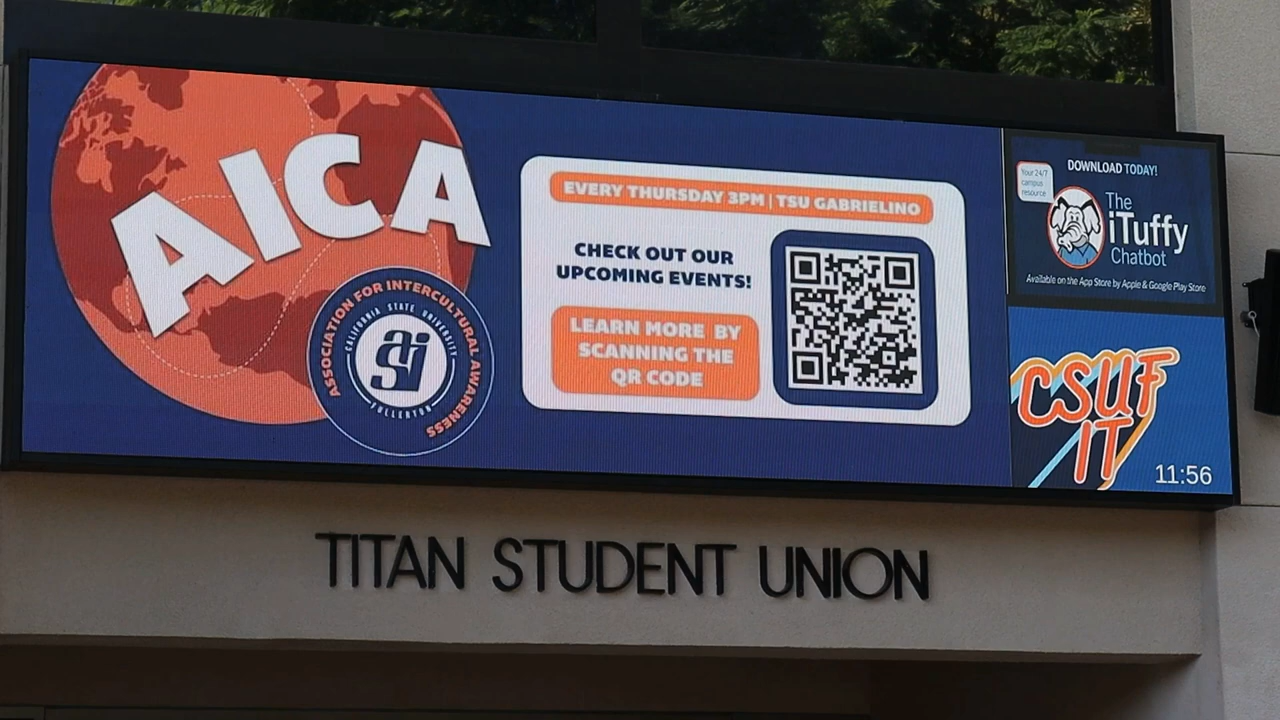 AICA
ASSOCIATION FOR INTERCULTURAL AWARENESS
CALIFORNIA STATE UNIVERSITY
FULLERTON
EVERY THURSDAY 3PM | TSU GABRIELINO
CHECK OUT OUR
UPCOMING EVENTS!
LEARN MORE BY
SCANNING THE
QR CODE
DOWNLOAD TODAY!
Your 24/7
campus
resource
The
iTuffy
Chatbot
Available on the App Store by Apple & Google Play Store
CSUF
IT
11:56
TITAN STUDENT UNION